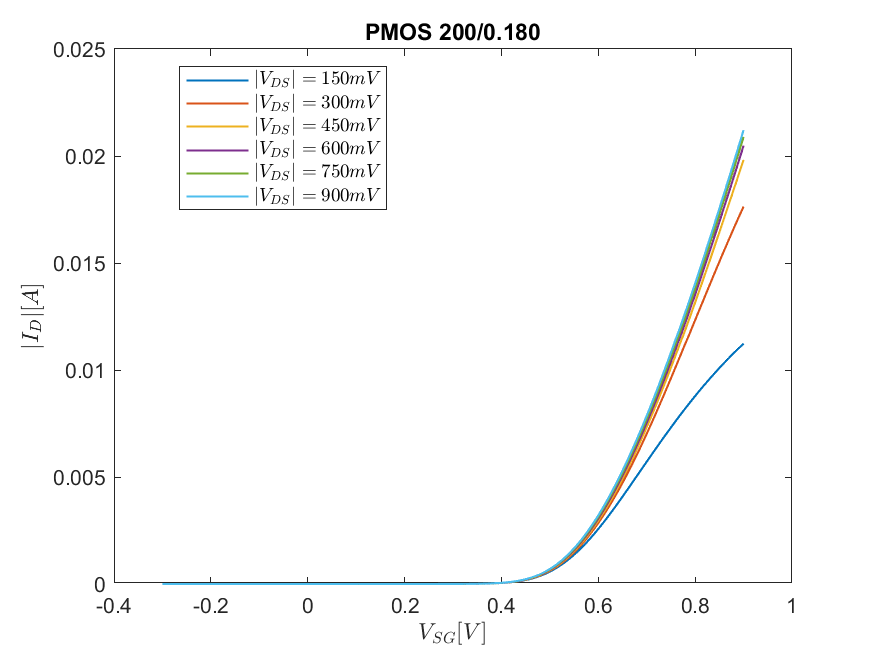 PMOS 200/0.180
0.025
0.02
0.015
0.01
0.005
0
|I_D|[A]
|V_{DS}| = 150mV
|V_{DS}| = 300mV
|V_{DS}| = 450mV
|V_{DS}| = 600mV
|V_{DS}| = 750mV
|V_{DS}| = 900mV
-0.4 -0.2 0 0.2 0.4 0.6 0.8 1
V_{SG}[V]